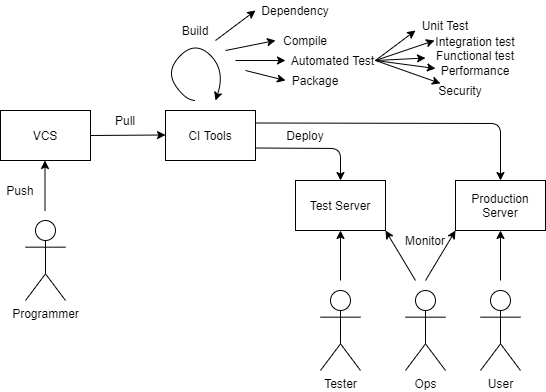 Dependency
Build
Unit Test
Compile
Integration test
Automated Test
Functional test
Performance
Package
Security
Pull
VCS
CI Tools
Deploy
Push
Test Server
Production
Server
Monitor
Programmer
Tester
Ops
User